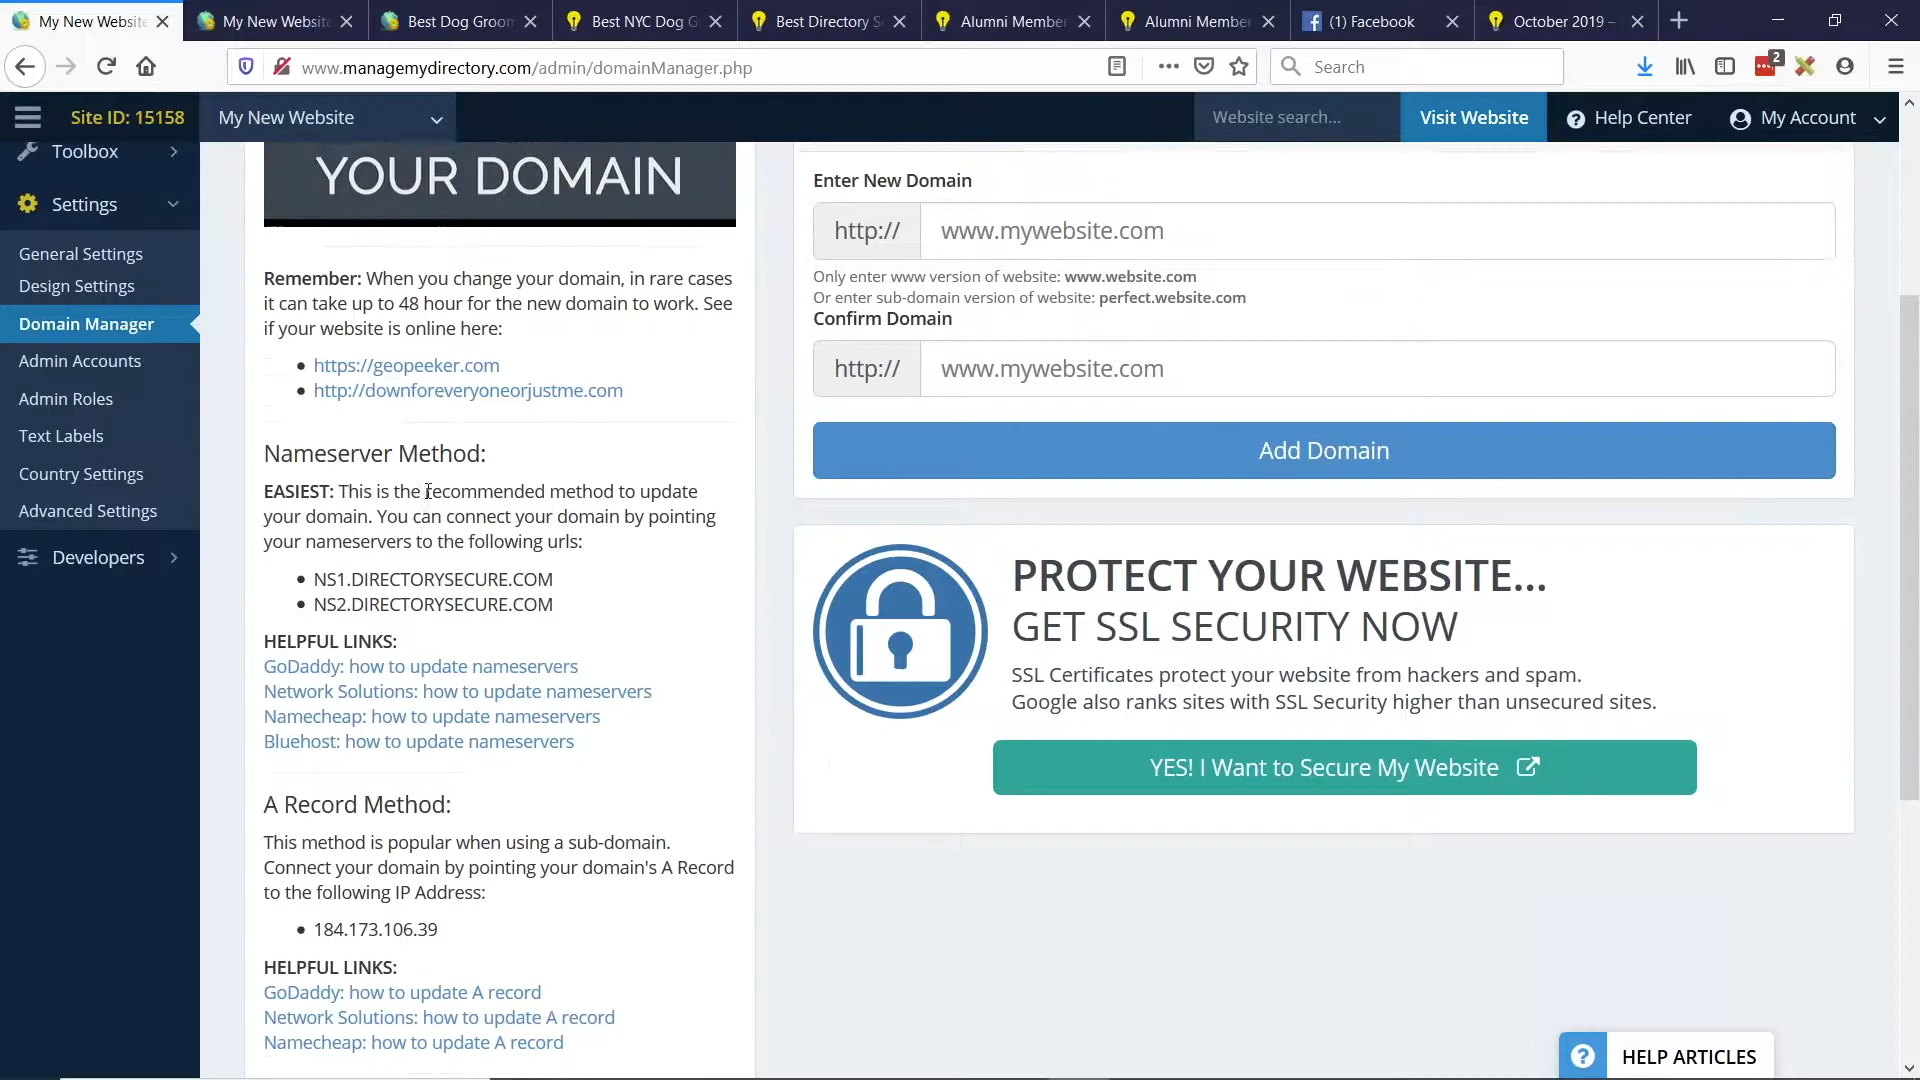 My New Website
My New Website
Best Dog Groom
Best NYC Dog G
Best Directory S
Alumni Member
Alumni Member
(1) Facebook
October 2019 –
www.managemydirectory.com/admin/domainManager.php
Search
2
Site ID: 15158
My New Website
Website search...
Visit Website
Help Center
My Account
Toolbox
Settings
General Settings
Design Settings
Domain Manager
Admin Accounts
Admin Roles
Text Labels
Country Settings
Advanced Settings
Developers
YOUR DOMAIN
Remember: When you change your domain, in rare cases
it can take up to 48 hour for the new domain to work. See
if your website is online here:
https://geopeeker.com
http://downforeveryoneorjustme.com
Nameserver Method:
EASIEST: This is the recommended method to update
your domain. You can connect your domain by pointing
your nameservers to the following urls:
NS1.DIRECTORYSECURE.COM
NS2.DIRECTORYSECURE.COM
HELPFUL LINKS:
GoDaddy: how to update nameservers
Network Solutions: how to update nameservers
Namecheap: how to update nameservers
Bluehost: how to update nameservers
A Record Method:
This method is popular when using a sub-domain.
Connect your domain by pointing your domain's A Record
to the following IP Address:
184.173.106.39
HELPFUL LINKS:
GoDaddy: how to update A record
Network Solutions: how to update A record
Namecheap: how to update A record
Enter New Domain
http:// www.mywebsite.com
Only enter www version of website: www.website.com
Or enter sub-domain version of website: perfect.website.com
Confirm Domain
http:// www.mywebsite.com
Add Domain
PROTECT YOUR WEBSITE...
GET SSL SECURITY NOW
SSL Certificates protect your website from hackers and spam.
Google also ranks sites with SSL Security higher than unsecured sites.
YES! I Want to Secure My Website
HELP ARTICLES